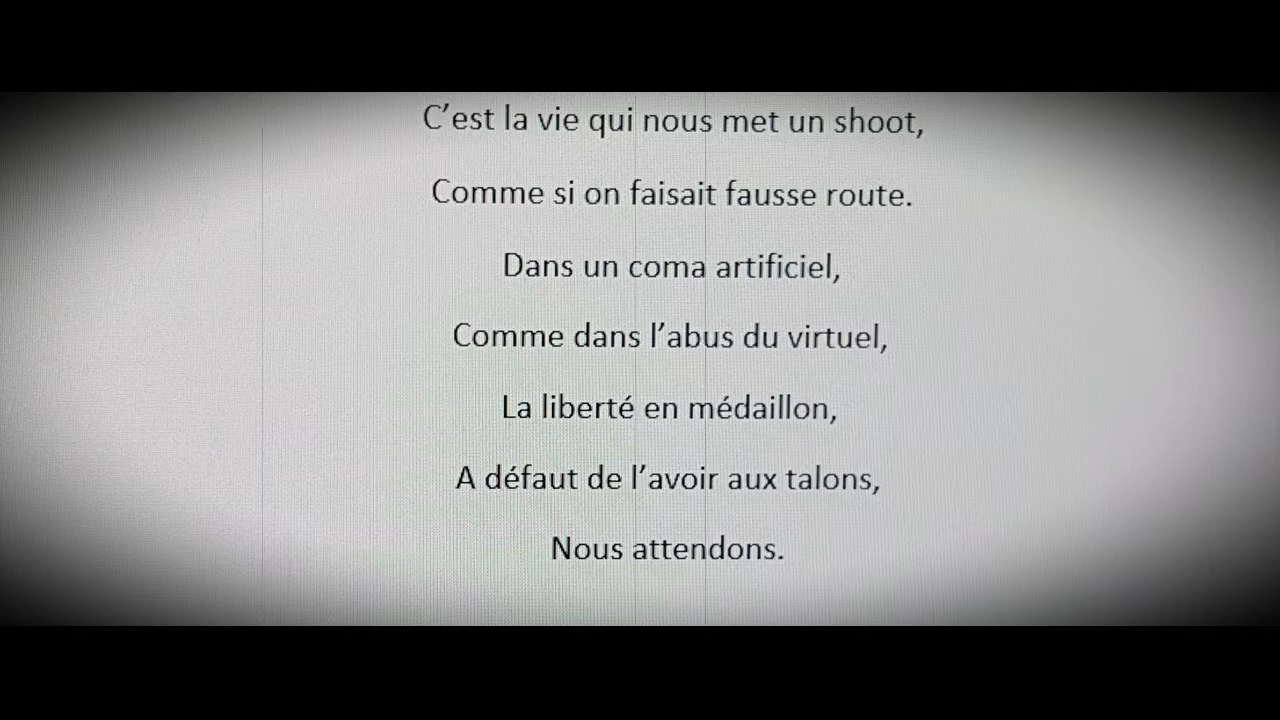 C’est la vie qui nous met un shoot,
Comme si on faisait fausse route.
Dans un coma artificiel,
Comme dans l’abus du virtuel,
La liberté en médaillon,
A défaut de l’avoir aux talons,
Nous attendons.